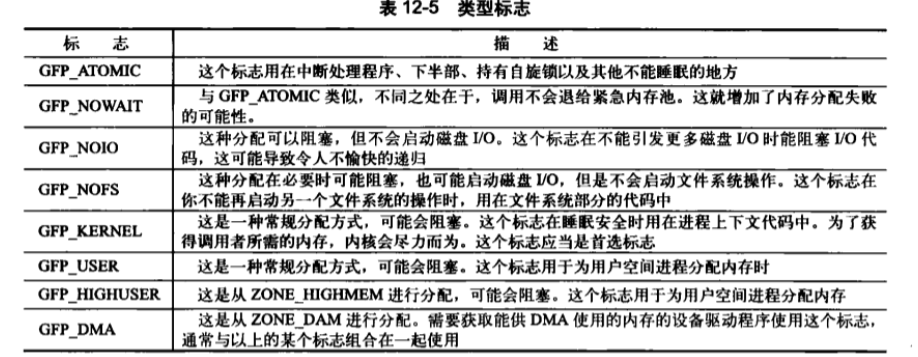 表 12-5 类型标志
标 志 描 述
GFP_ATOMIC 这个标志用在中断处理程序、下半部、持有自旋锁以及其他不能睡眠的地方
GFP_NOWAIT 与 GFP_ATOMIC 类似，不同之处在于，调用不会退给紧急内存池。这就增加了内存分配失败
的可能性。
GFP_NOIO 这种分配可以阻塞，但不会启动磁盘 I/O。这个标志在不能引发更多磁盘 I/O 时能阻塞 I/O 代
码，这可能导致令人不愉快的递归
GFP_NOFS 这种分配在必要时可能阻塞，也可能启动磁盘 I/O，但是不会启动文件系统操作。这个标志在
你不能再启动另一个文件系统的操作时，用在文件系统部分的代码中
GFP_KERNEL 这是一种常规分配方式，可能会阻塞。这个标志在睡眠安全时用在进程上下文代码中。为了获
得调用者所需的内存，内核会尽力而为。这个标志应当是首选标志
GFP_USER 这是一种常规分配方式，可能会阻塞。这个标志用于为用户空间进程分配内存时
GFP_HIGHUSER 这是从 ZONE_HIGHMEM 进行分配，可能会阻塞。这个标志用于为用户空间进程分配内存
GFP_DMA 这是从 ZONE_DAM 进行分配。需要获取能供 DMA 使用的内存的设备驱动程序使用这个标志，
通常与以上的某个标志组合在一起使用